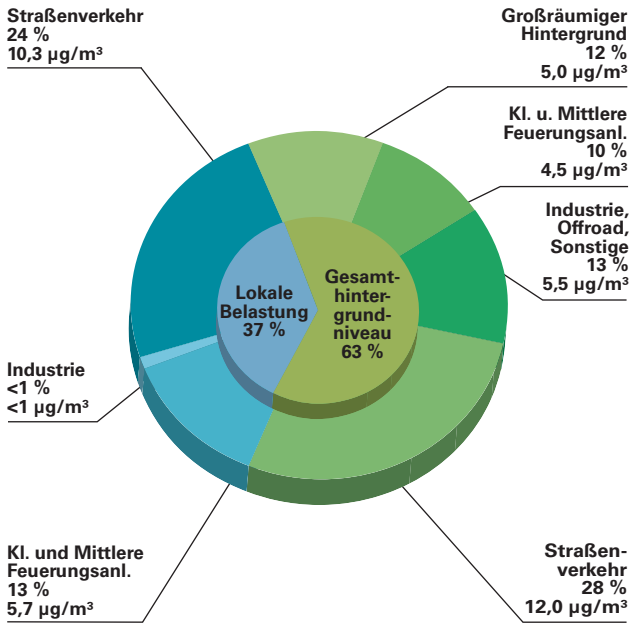 Straßenverkehr
24 %
10,3 µg/m³
Großräumiger
Hintergrund
12 %
5,0 µg/m³
Kl. u. Mittlere
Feuerungsanl.
10 %
4,5 µg/m³
Industrie,
Offroad,
Sonstige
13 %
5,5 µg/m³
Lokale
Belastung
37 %
Gesamt-
hinter-
grund-
niveau
63 %
Industrie
<1 %
<1 µg/m³
Kl. und Mittlere
Feuerungsanl.
13 %
5,7 µg/m³
Straßen-
verkehr
28 %
12,0 µg/m³